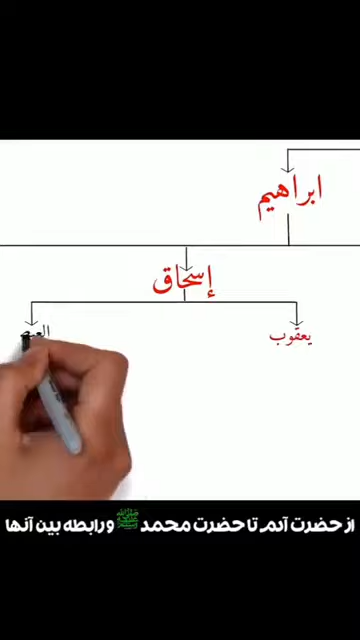 ابراهيم
إسحاق
يعقوب
از حضرت آدم تا حضرت محمد ﷺ و رابطه بین آنها